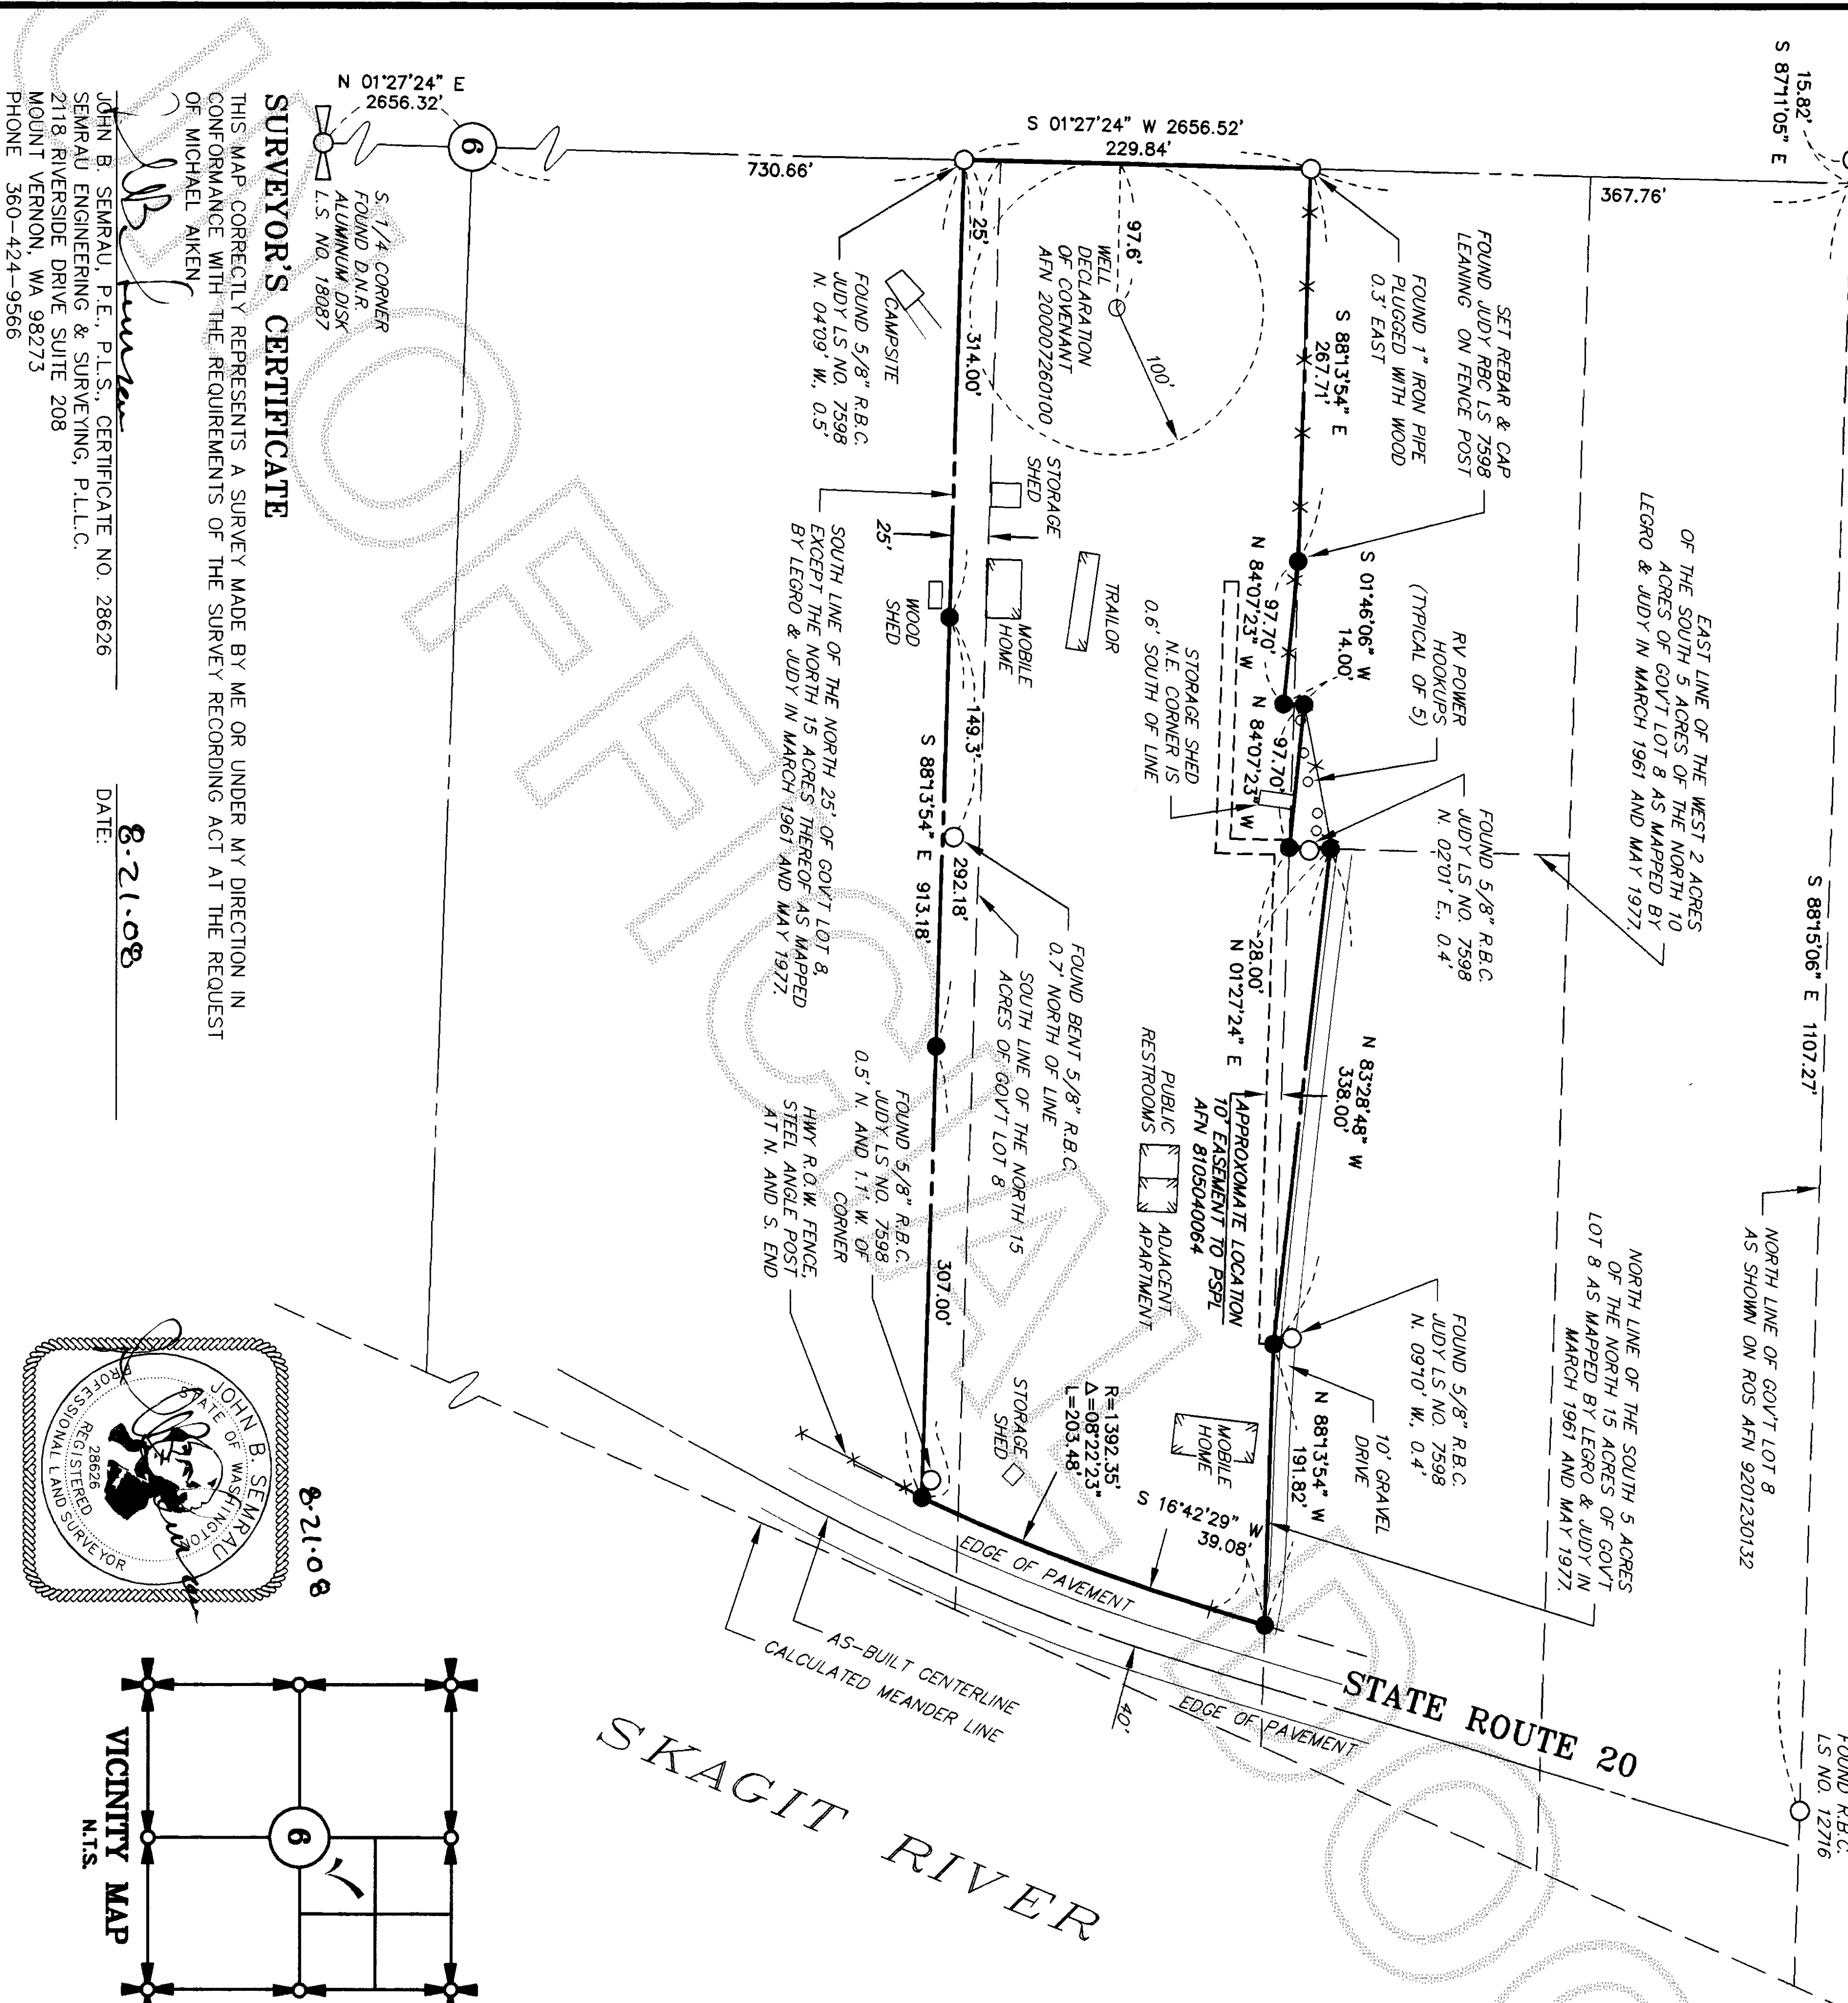 15.82'
S 87°11'05" E
N 01°27'24" E
2656.32'
S 01°27'24" W 2656.52'
229.84'
730.66'
367.76'
6
S. 1/4 CORNER
FOUND D.N.R.
ALUMINUM DISK
L.S. NO. 18087
SET REBAR & CAP
FOUND JUDY RBC LS 7598
LEANING ON FENCE POST
FOUND 1" IRON PIPE
PLUGGED WITH WOOD
0.3' EAST
S 88°13'54" E
267.71'
97.6'
WELL
DECLARATION
OF COVENANT
AFN 200007260100
100'
25'
314.00'
FOUND 5/8" R.B.C.
JUDY LS NO. 7598
N. 04°09' W., 0.5'
CAMPSITE
STORAGE
SHED
25'
MOBILE
HOME
TRAILOR
WOOD
SHED
EAST LINE OF THE WEST 2 ACRES
OF THE SOUTH 5 ACRES OF THE NORTH 10
ACRES OF GOV'T LOT 8 AS MAPPED BY
LEGRO & JUDY IN MARCH 1961 AND MAY 1977.
RV POWER
HOOKUPS
(TYPICAL OF 5)
S 01°46'06" W
14.00'
97.70'
N 84°07'23" W
97.70'
N 84°07'23" W
STORAGE SHED
N.E. CORNER IS
0.6' SOUTH OF LINE
FOUND 5/8" R.B.C.
JUDY LS NO. 7598
N. 02°01' E., 0.4'
28.00'
N 01°27'24" E
149.3'
292.18'
S 88°13'54" E 913.18'
SOUTH LINE OF THE NORTH 25' OF GOV'T LOT 8,
EXCEPT THE NORTH 15 ACRES THEREOF AS MAPPED
BY LEGRO & JUDY IN MARCH 1961 AND MAY 1977.
FOUND BENT 5/8" R.B.C.
0.7' NORTH OF LINE
SOUTH LINE OF THE NORTH 15
ACRES OF GOV'T LOT 8
N 83°28'48" W
338.00'
APPROXOMATE LOCATION
10' EASEMENT TO PSPL
AFN 8105040064
PUBLIC
RESTROOMS
ADJACENT
APARTMENT
S 88°15'06" E 1107.27'
NORTH LINE OF GOV'T LOT 8
AS SHOWN ON ROS AFN 9201230132
NORTH LINE OF THE SOUTH 5 ACRES
OF THE NORTH 15 ACRES OF GOV'T
LOT 8 AS MAPPED BY LEGRO & JUDY IN
MARCH 1961 AND MAY 1977.
FOUND 5/8" R.B.C.
JUDY LS NO. 7598
N. 09°10' W., 0.4'
10' GRAVEL
DRIVE
N 88°13'54" W
191.82'
MOBILE
HOME
S 16°42'29" W
39.08'
R=1392.35'
Δ=08°22'23"
L=203.48'
STORAGE
SHED
307.00'
FOUND 5/8" R.B.C.
JUDY LS NO. 7598
0.5' N. AND 1.1' W. OF
CORNER
HWY R.O.W. FENCE,
STEEL ANGLE POST
AT N. AND S. END
EDGE OF PAVEMENT
EDGE OF PAVEMENT
AS-BUILT CENTERLINE
CALCULATED MEANDER LINE
40'
STATE ROUTE 20
SKAGIT RIVER
FOUND R.B.C.
LS NO. 12716
SURVEYOR'S CERTIFICATE
THIS MAP CORRECTLY REPRESENTS A SURVEY MADE BY ME OR UNDER MY DIRECTION IN
CONFORMANCE WITH THE REQUIREMENTS OF THE SURVEY RECORDING ACT AT THE REQUEST
OF MICHAEL AIKEN
JOHN B. SEMRAU, P.E., P.L.S., CERTIFICATE NO. 28626
SEMRAU ENGINEERING & SURVEYING, P.L.L.C.
2118 RIVERSIDE DRIVE SUITE 208
MOUNT VERNON, WA 98273
PHONE 360-424-9566
8·21·08
DATE:
8·21·08
JOHN B. SEMRAU
STATE OF WASHINGTON
28626
REGISTERED
PROFESSIONAL LAND SURVEYOR
6
VICINITY MAP
N.T.S.
UNOFFICIAL DOC